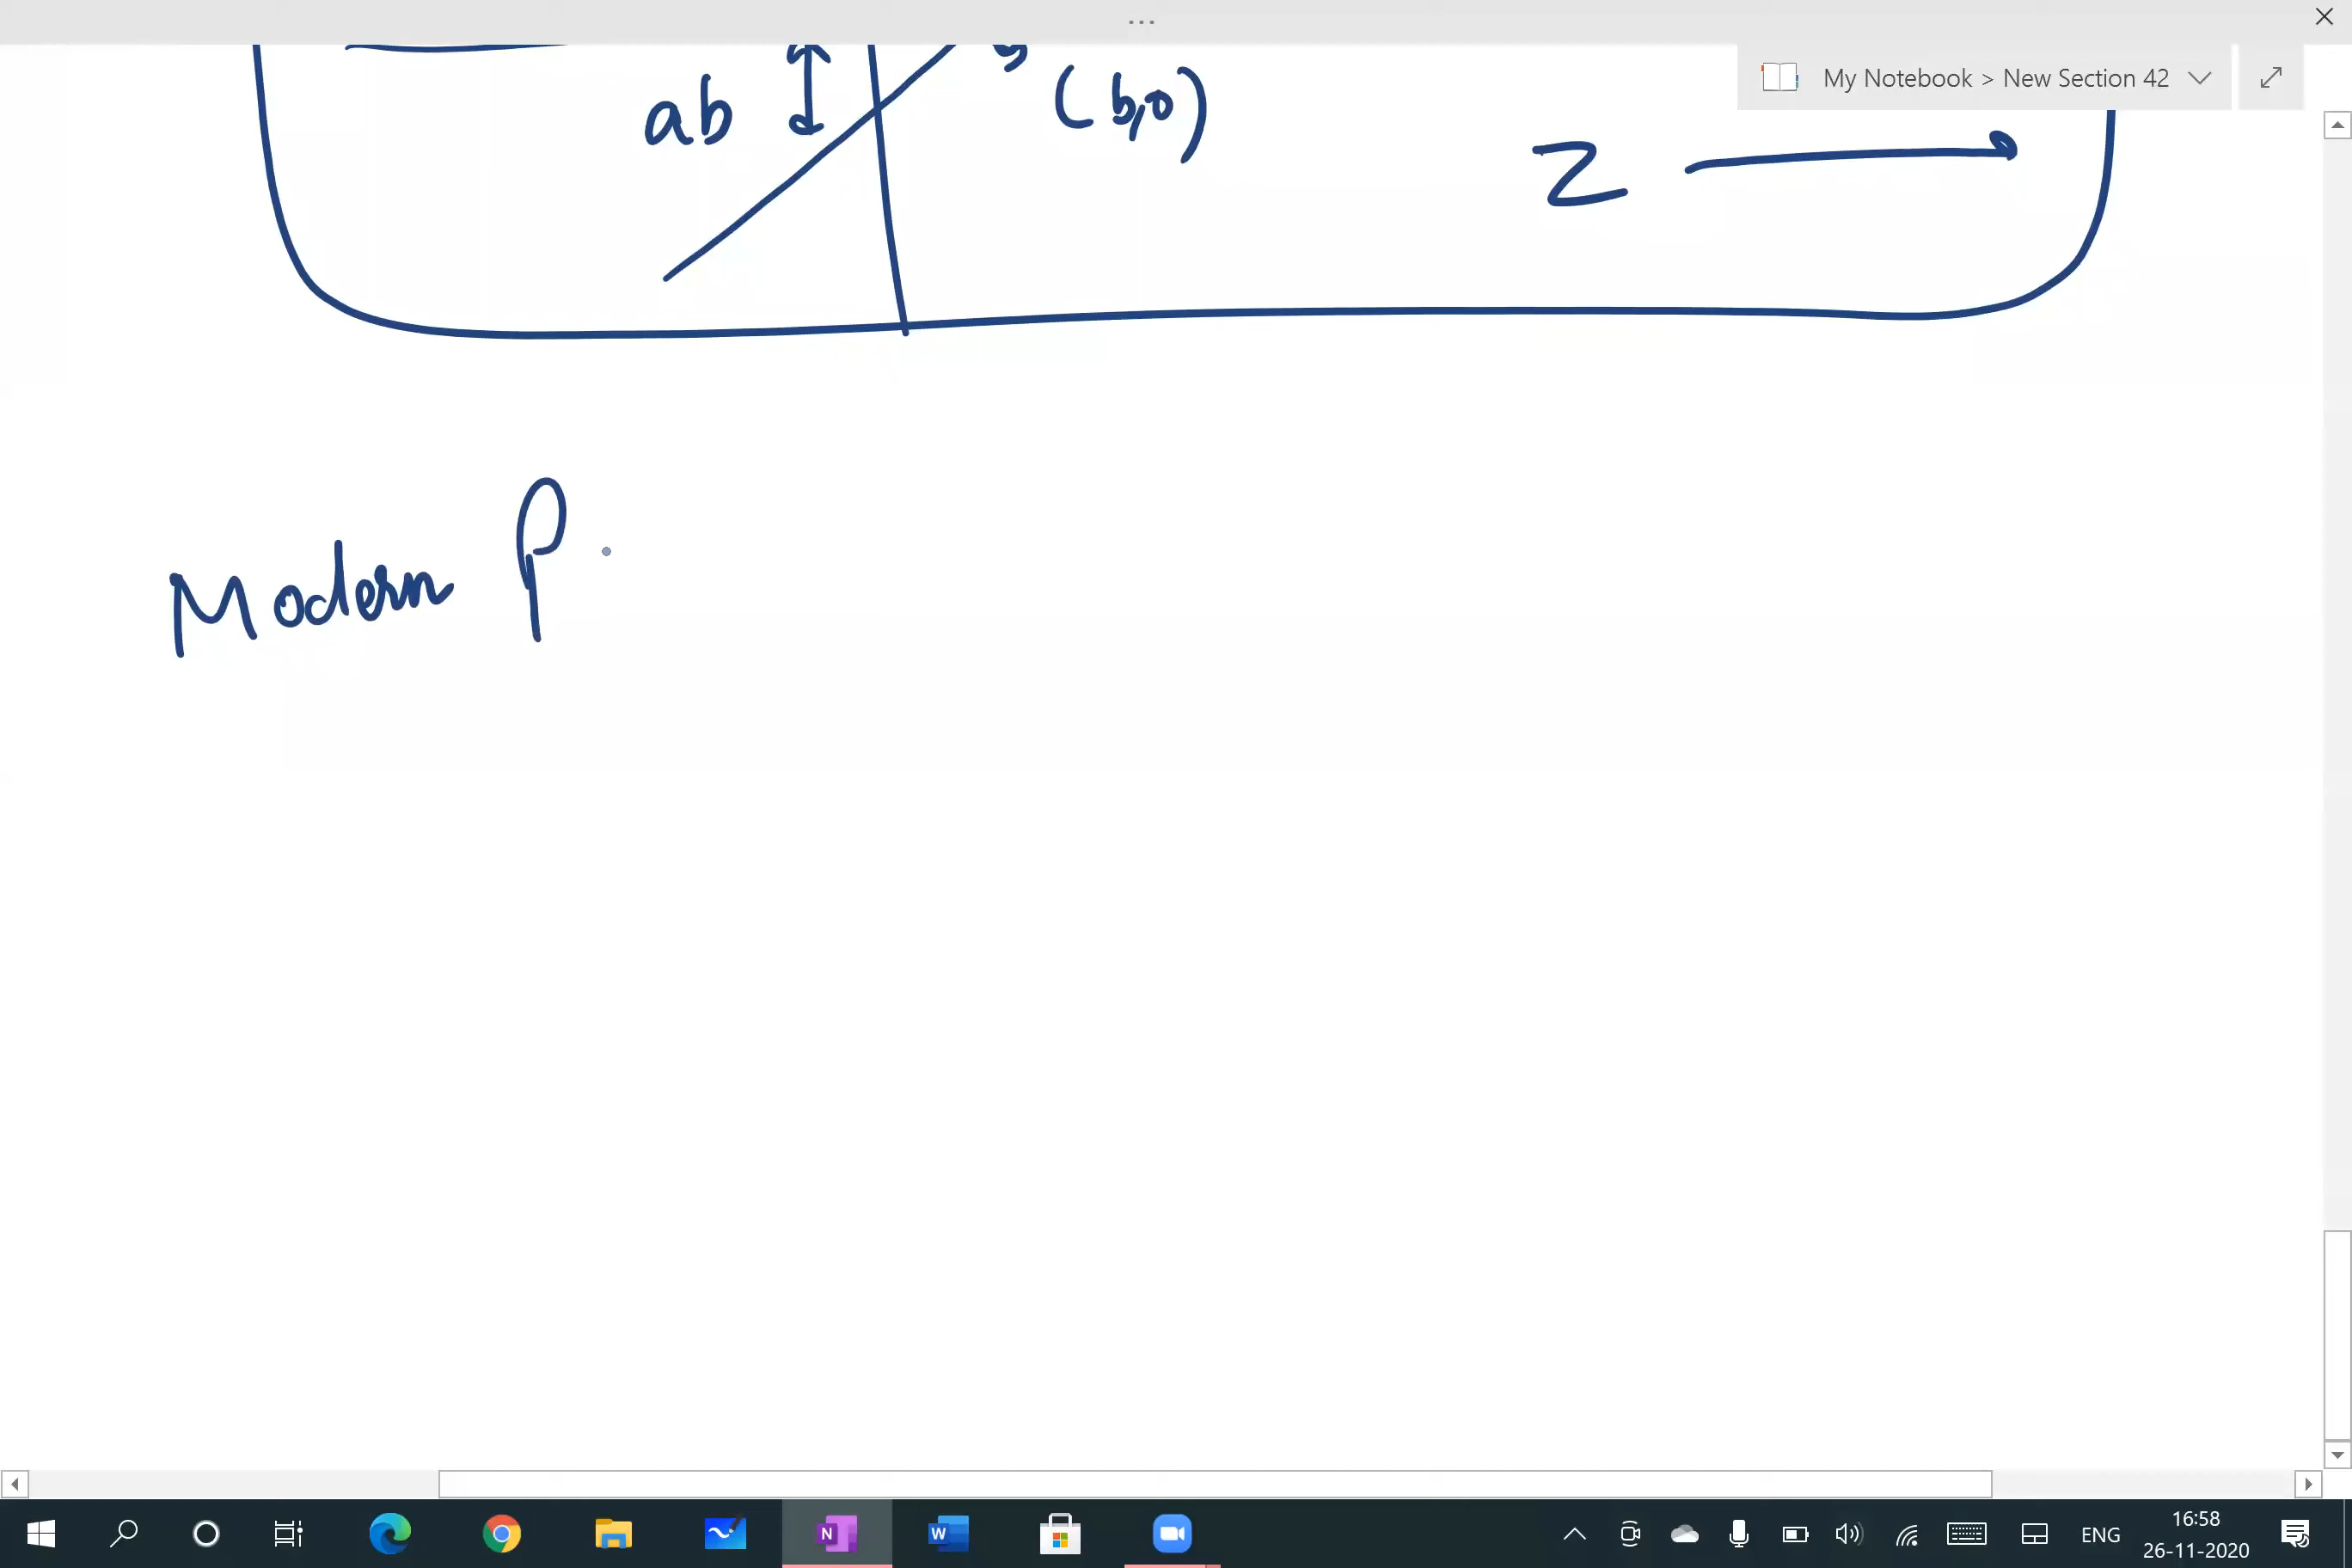 ...
My Notebook > New Section 42
ab
(b,0)
Z
Modern P
ENG
16:58
26-11-2020